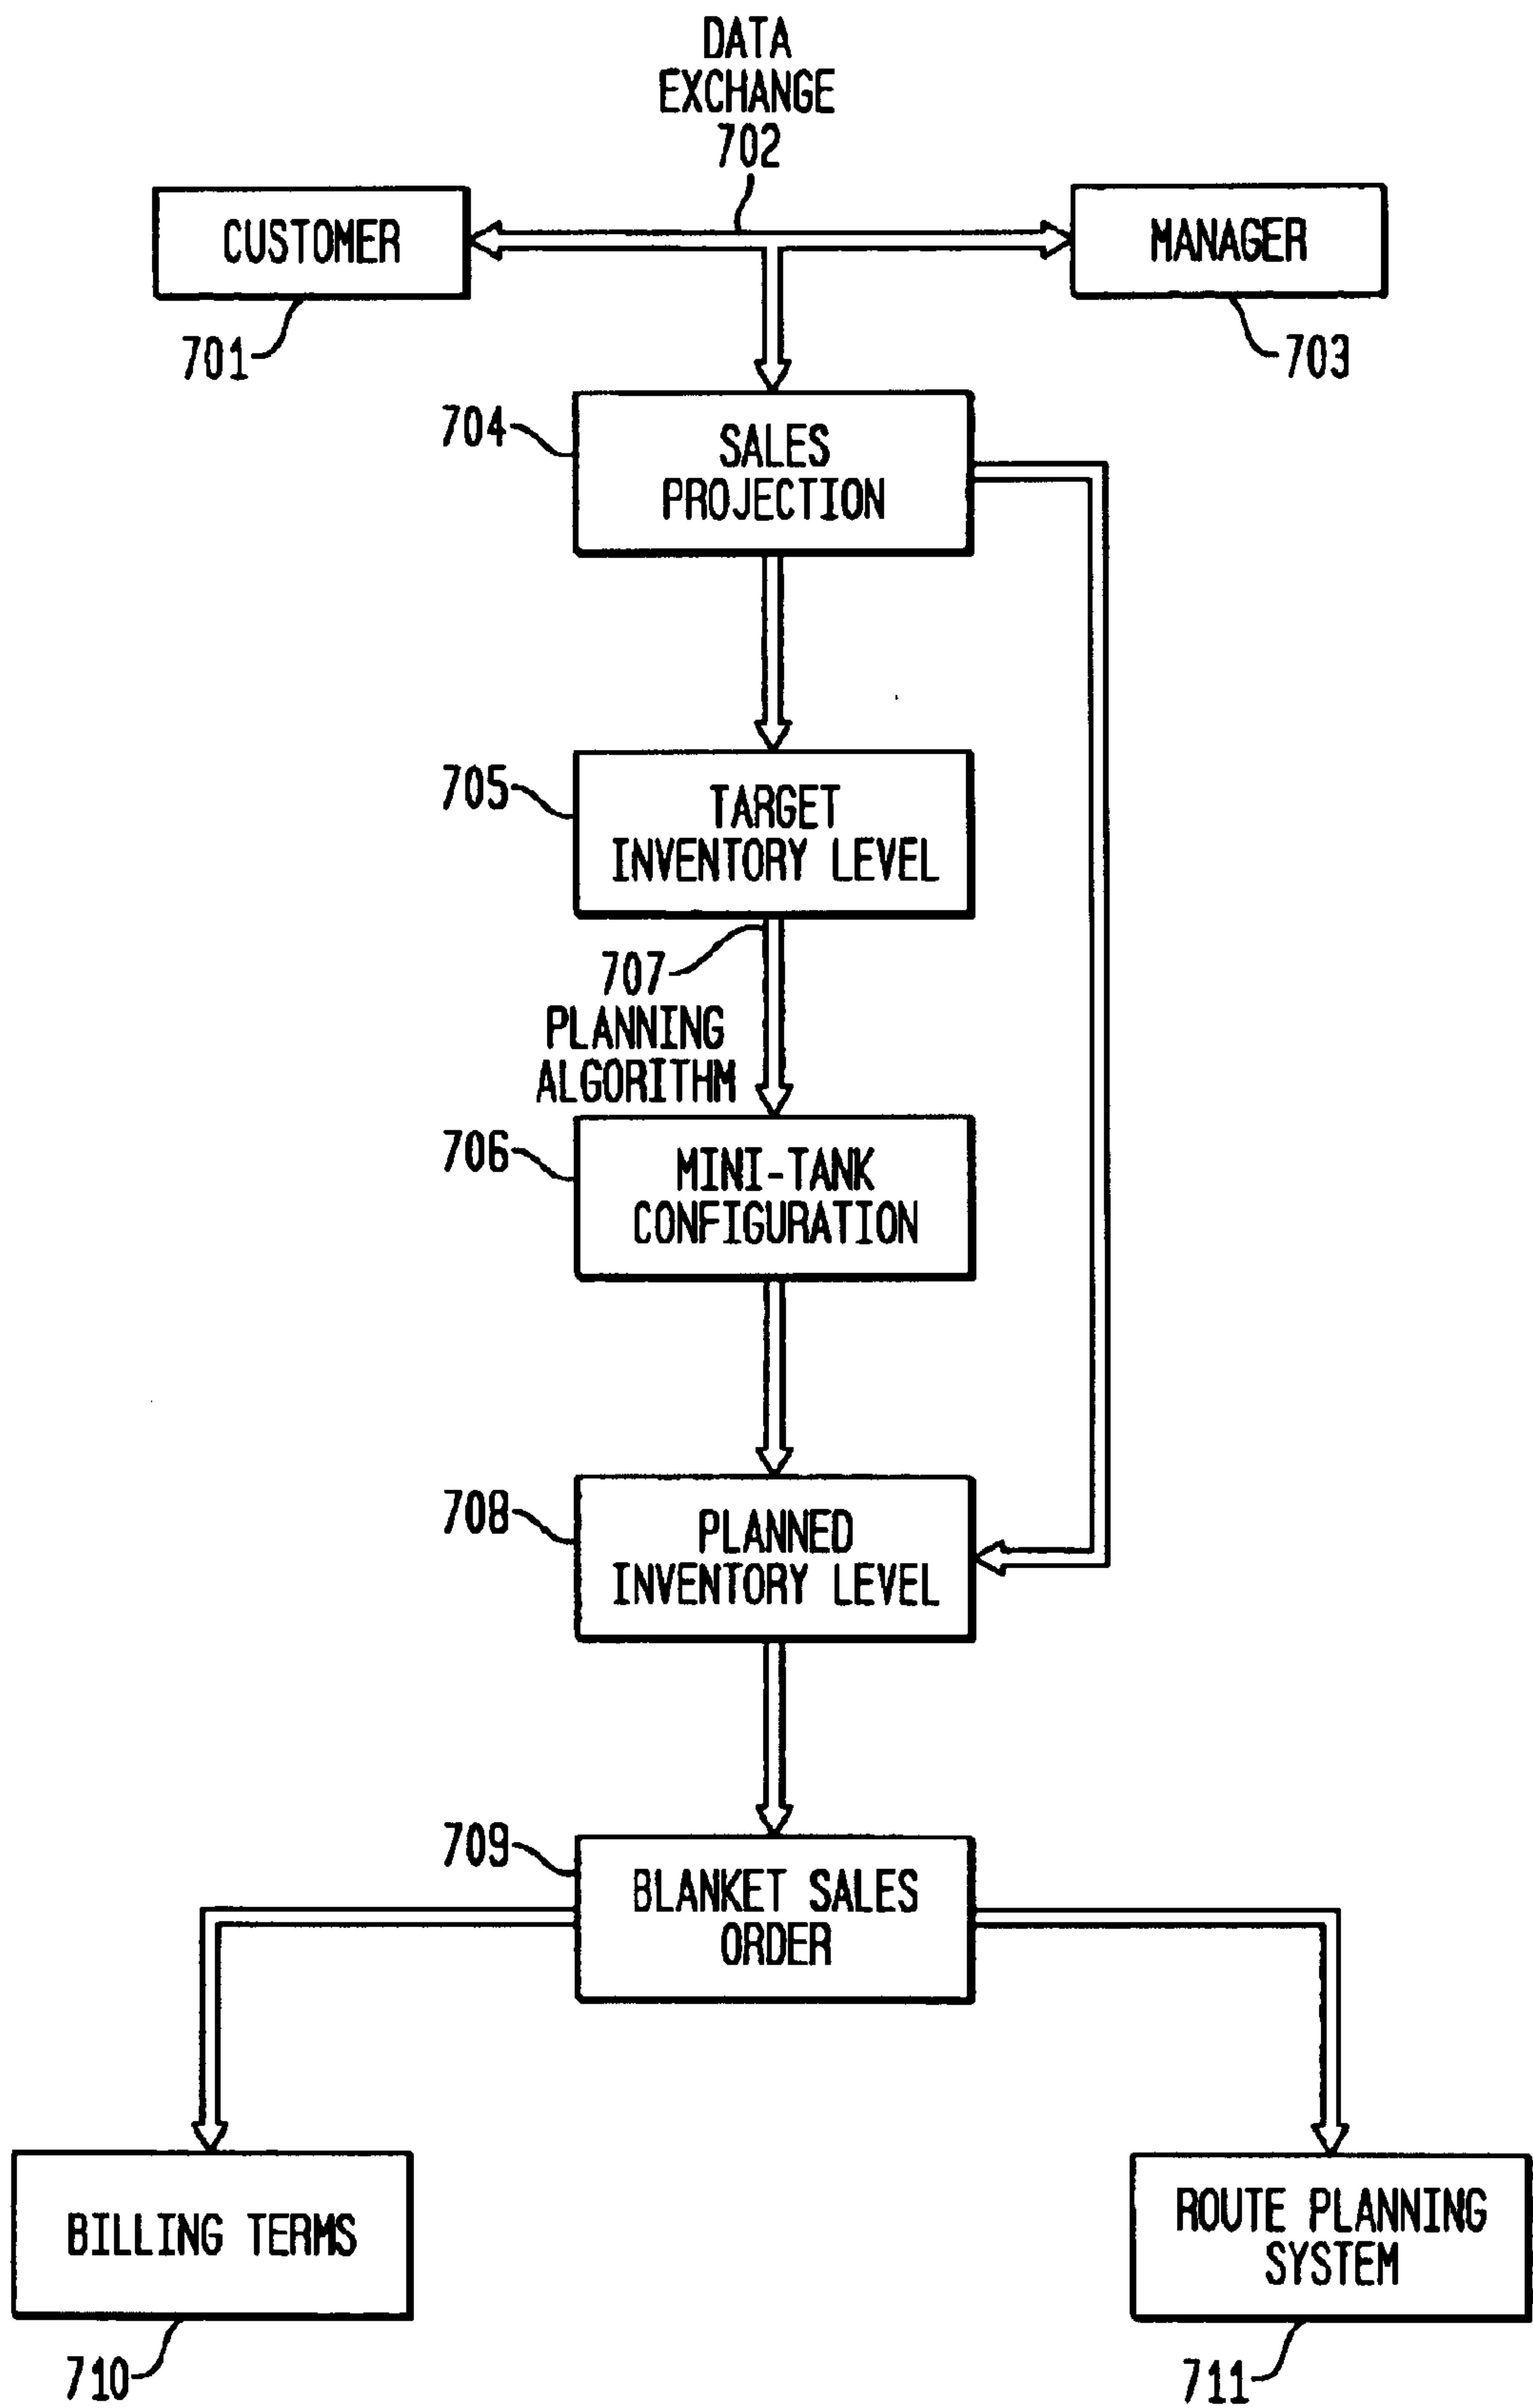 DATA
EXCHANGE
702
CUSTOMER
MANAGER
701
703
704
SALES
PROJECTION
705
TARGET
INVENTORY LEVEL
707
PLANNING
ALGORITHM
706
MINI-TANK
CONFIGURATION
708
PLANNED
INVENTORY LEVEL
709
BLANKET SALES
ORDER
BILLING TERMS
ROUTE PLANNING
SYSTEM
710
711